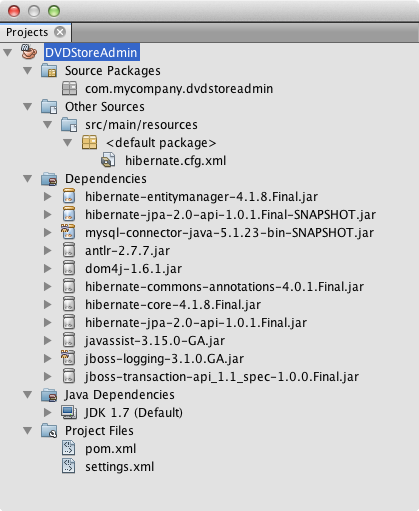 Projects
DVDStoreAdmin
Source Packages
com.mycompany.dvdstoreadmin
Other Sources
src/main/resources
<default package>
hibernate.cfg.xml
Dependencies
hibernate-entitymanager-4.1.8.Final.jar
hibernate-jpa-2.0-api-1.0.1.Final-SNAPSHOT.jar
mysql-connector-java-5.1.23-bin-SNAPSHOT.jar
antlr-2.7.7.jar
dom4j-1.6.1.jar
hibernate-commons-annotations-4.0.1.Final.jar
hibernate-core-4.1.8.Final.jar
hibernate-jpa-2.0-api-1.0.1.Final.jar
javassist-3.15.0-GA.jar
jboss-logging-3.1.0.GA.jar
jboss-transaction-api_1.1_spec-1.0.0.Final.jar
Java Dependencies
JDK 1.7 (Default)
Project Files
pom.xml
settings.xml